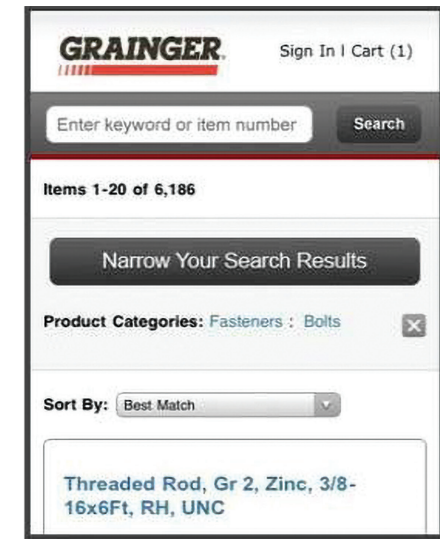 GRAINGER.
Sign In | Cart (1)
Enter keyword or item number
Search
Items 1-20 of 6,186
Narrow Your Search Results
Product Categories: Fasteners : Bolts
Sort By: Best Match
Threaded Rod, Gr 2, Zinc, 3/8-
16x6Ft, RH, UNC